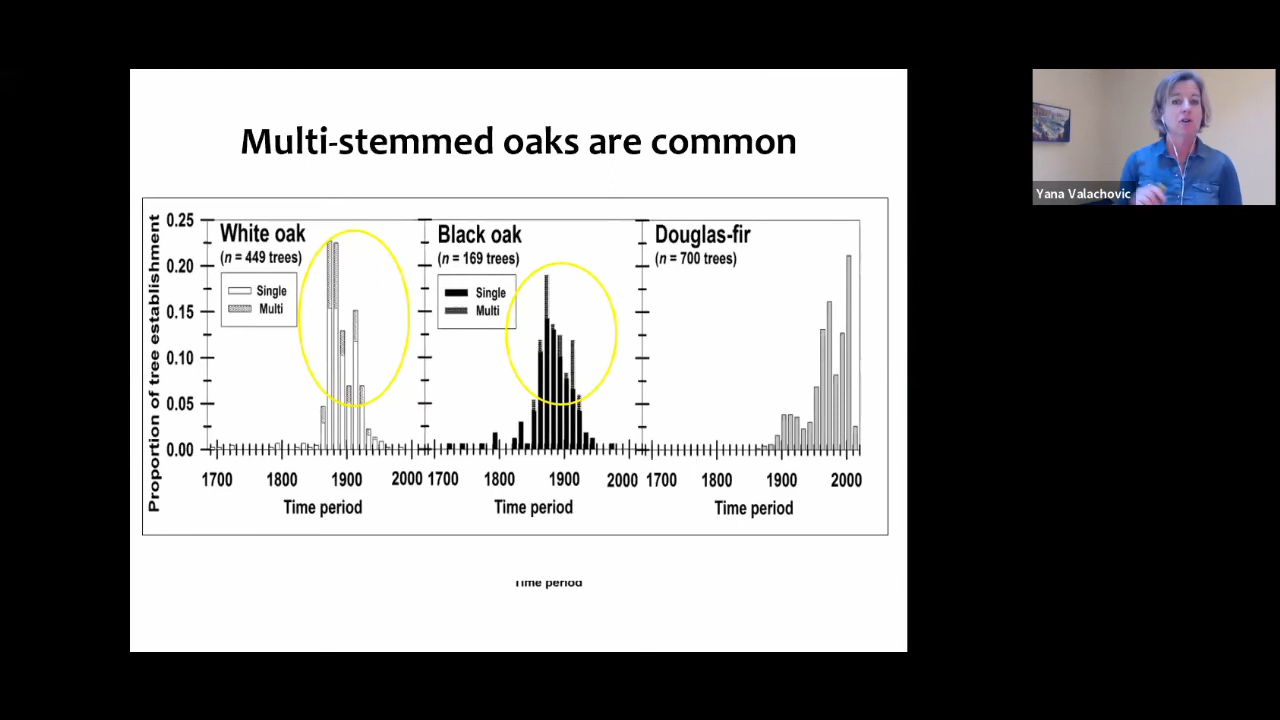 Multi-stemmed oaks are common
Proportion of tree establishment
0.25
0.20
0.15
0.10
0.05
0.00
White oak
(n = 449 trees)
Single
Multi
1700
1800
1900
2000
Time period
Black oak
(n = 169 trees)
Single
Multi
1700
1800
1900
2000
Time period
Douglas-fir
(n = 700 trees)
1700
1800
1900
2000
Time period
Time period
Yana Valachovic